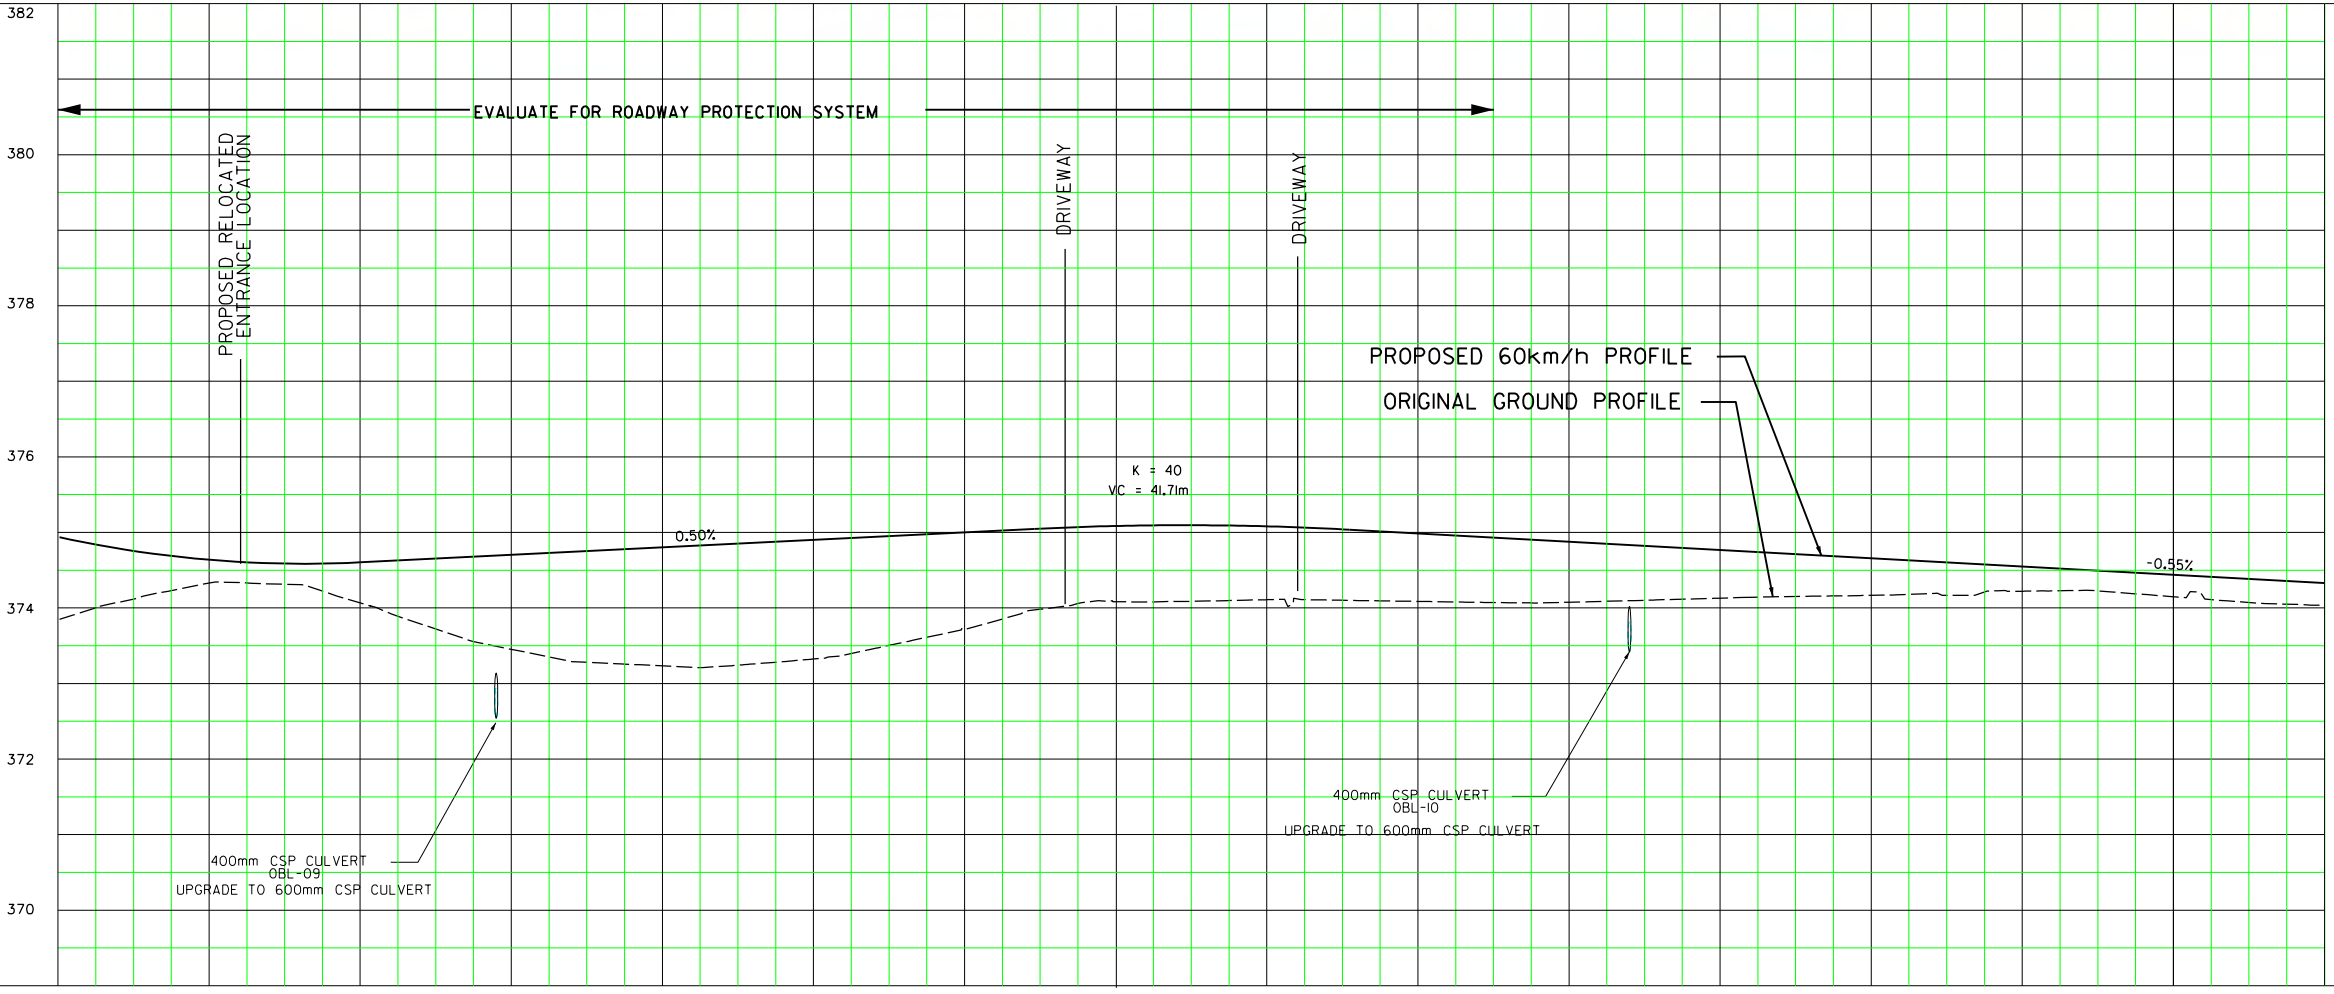 382
EVALUATE FOR ROADWAY PROTECTION SYSTEM
380
PROPOSED RELOCATED
ENTRANCE LOCATION
DRIVEWAY
DRIVEWAY
378
PROPOSED 60km/h PROFILE
ORIGINAL GROUND PROFILE
376
K = 40
VC = 41.71m
0.50%
-0.55%
374
372
400mm CSP CULVERT
OBL-10
UPGRADE TO 600mm CSP CULVERT
400mm CSP CULVERT
OBL-09
UPGRADE TO 600mm CSP CULVERT
370